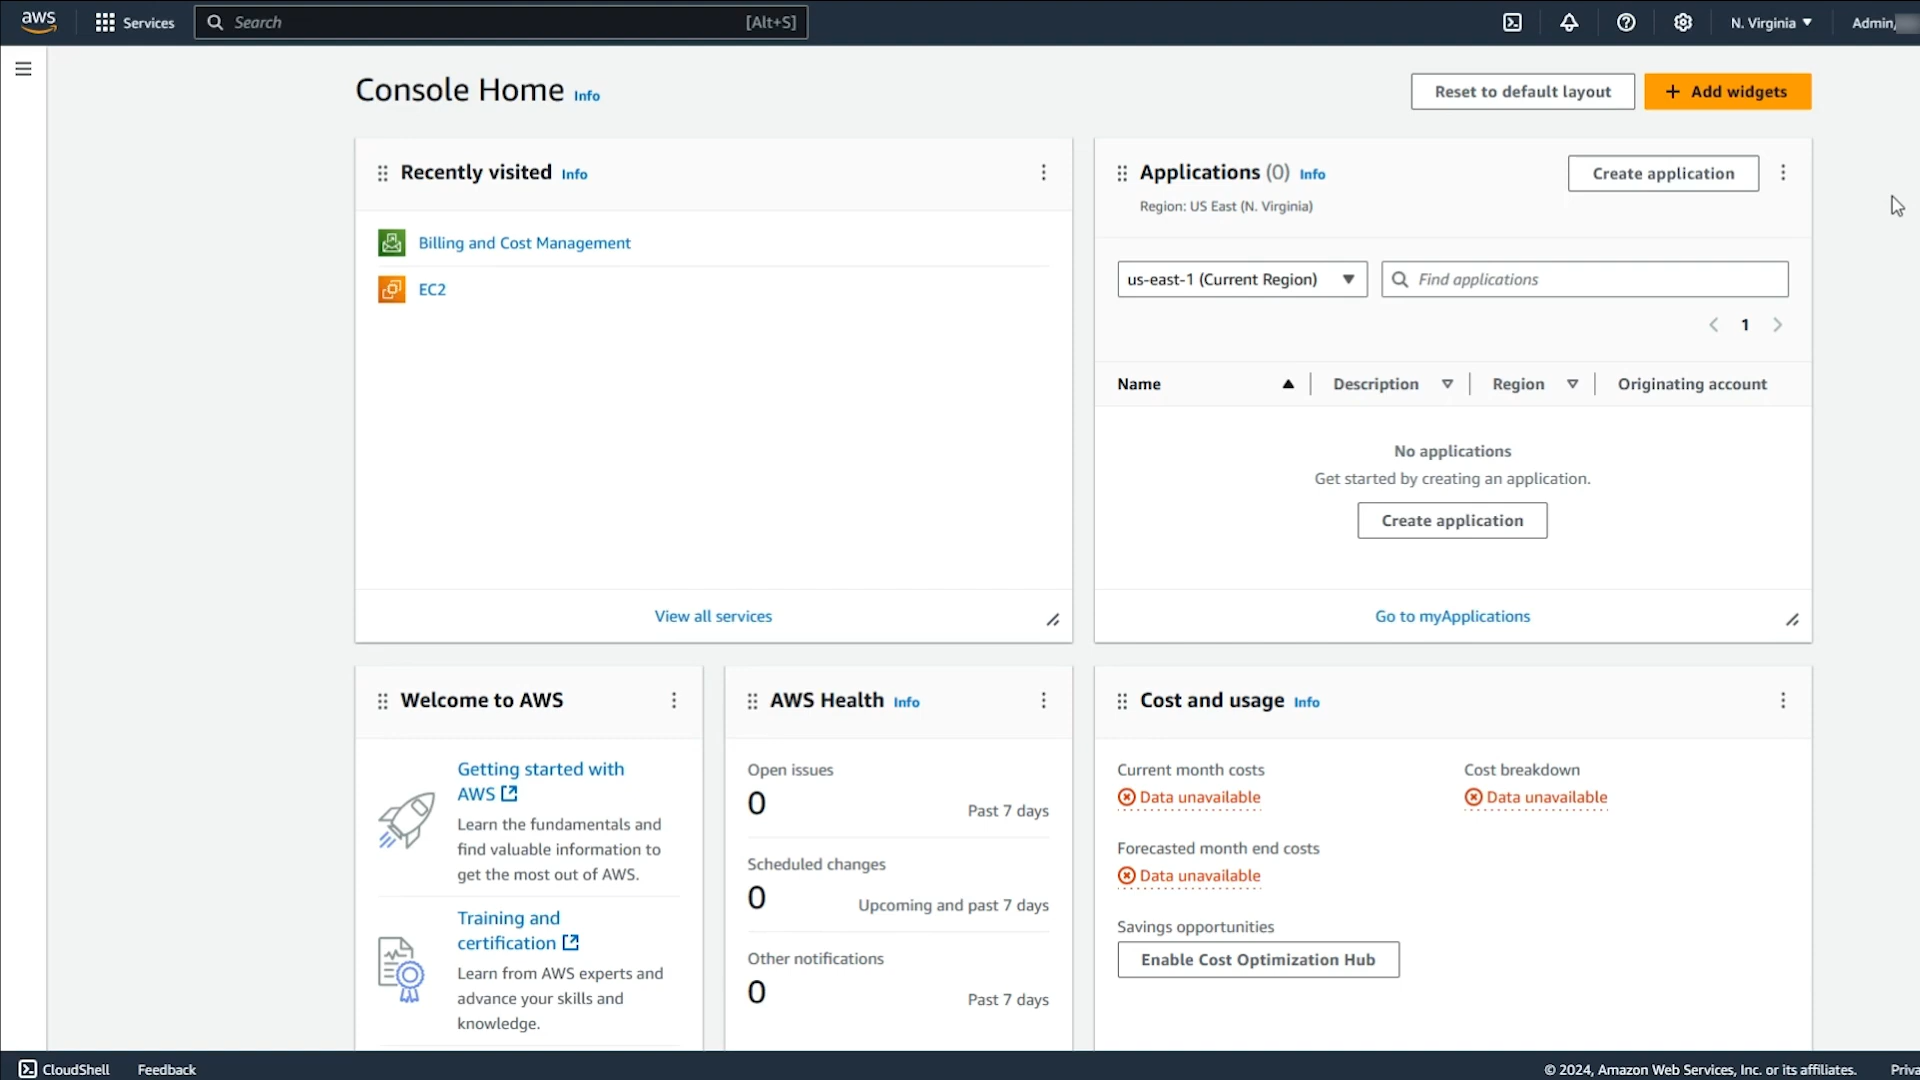 aws
Services
Search
[Alt+S]
N. Virginia
Admin/
Console Home Info
Reset to default layout
+ Add widgets
Recently visited Info
Billing and Cost Management
EC2
View all services
Applications (0) Info
Region: US East (N. Virginia)
Create application
us-east-1 (Current Region)
Find applications
1
Name
Description
Region
Originating account
No applications
Get started by creating an application.
Create application
Go to myApplications
Welcome to AWS
Getting started with
AWS
Learn the fundamentals and
find valuable information to
get the most out of AWS.
Training and
certification
Learn from AWS experts and
advance your skills and
knowledge.
AWS Health Info
Open issues
0
Past 7 days
Scheduled changes
0
Upcoming and past 7 days
Other notifications
0
Past 7 days
Cost and usage Info
Current month costs
Data unavailable
Cost breakdown
Data unavailable
Forecasted month end costs
Data unavailable
Savings opportunities
Enable Cost Optimization Hub
CloudShell
Feedback
© 2024, Amazon Web Services, Inc. or its affiliates.
Priva